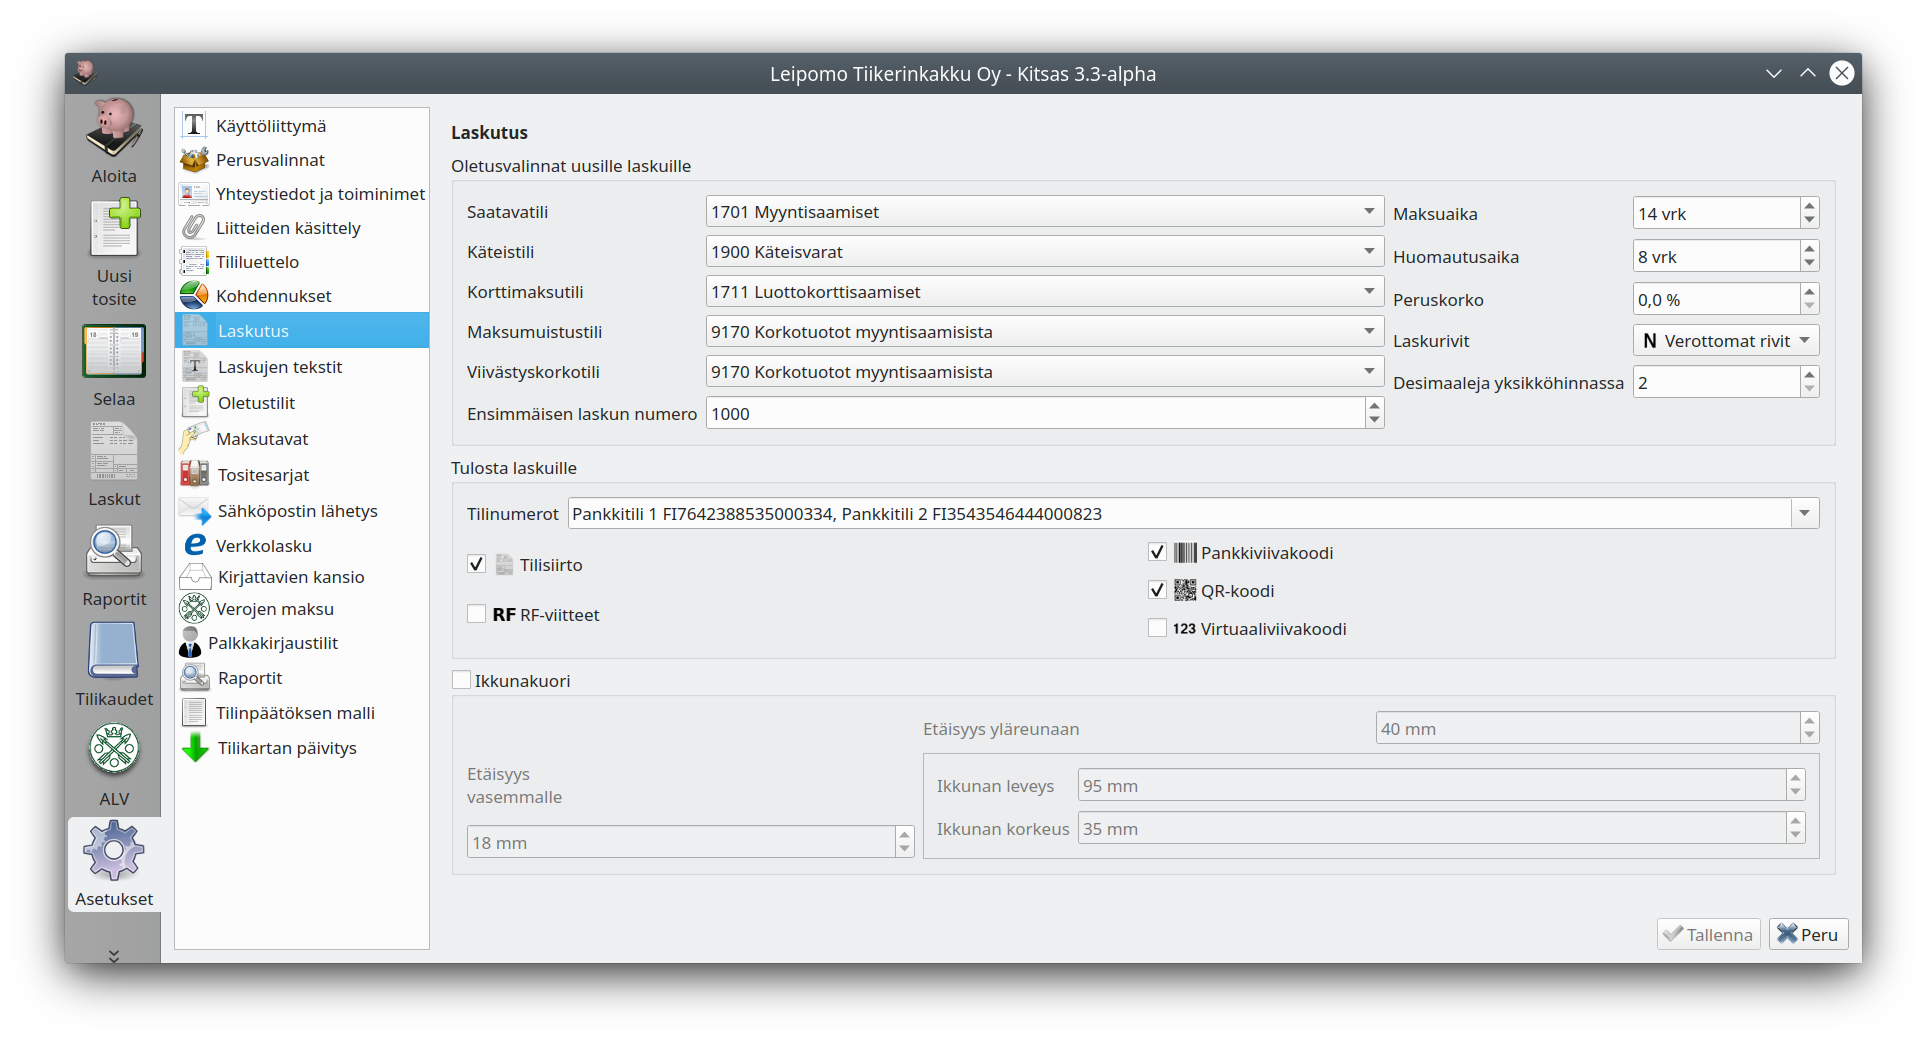 Leipomo Tiikerinkakku Oy - Kitsas 3.3-alpha
Aloita
Uusi
tosite
Selaa
Laskut
Raportit
Tilikaudet
ALV
Asetukset
Käyttöliittymä
Perusvalinnat
Yhteystiedot ja toiminimet
Liitteiden käsittely
Tililuettelo
Kohdennukset
Laskutus
Laskujen tekstit
Oletustilit
Maksutavat
Tositesarjat
Sähköpostin lähetys
Verkkolasku
Kirjattavien kansio
Verojen maksu
Palkkakirjaustilit
Raportit
Tilinpäätöksen malli
Tilikartan päivitys
Laskutus
Oletusvalinnat uusille laskuille
Saatavatili 1701 Myyntisaamiset
Käteistili 1900 Käteisvarat
Korttimaksutili 1711 Luottokorttisaamiset
Maksumuistustili 9170 Korkotuotot myyntisaamisista
Viivästyskorkotili 9170 Korkotuotot myyntisaamisista
Ensimmäisen laskun numero 1000
Maksuaika 14 vrk
Huomautusaika 8 vrk
Peruskorko 0,0 %
Laskurivit N Verottomat rivit
Desimaaleja yksikköhinnassa 2
Tulosta laskuille
Tilinumerot Pankkitili 1 FI7642388535000334, Pankkitili 2 FI3543546444000823
Tilisiirto
RF RF-viitteet
Pankkiviivakoodi
QR-koodi
123 Virtuaaliviivakoodi
Ikkunakuori
Etäisyys yläreunaan 40 mm
Etäisyys
vasemmalle
18 mm
Ikkunan leveys 95 mm
Ikkunan korkeus 35 mm
Tallenna
Peru